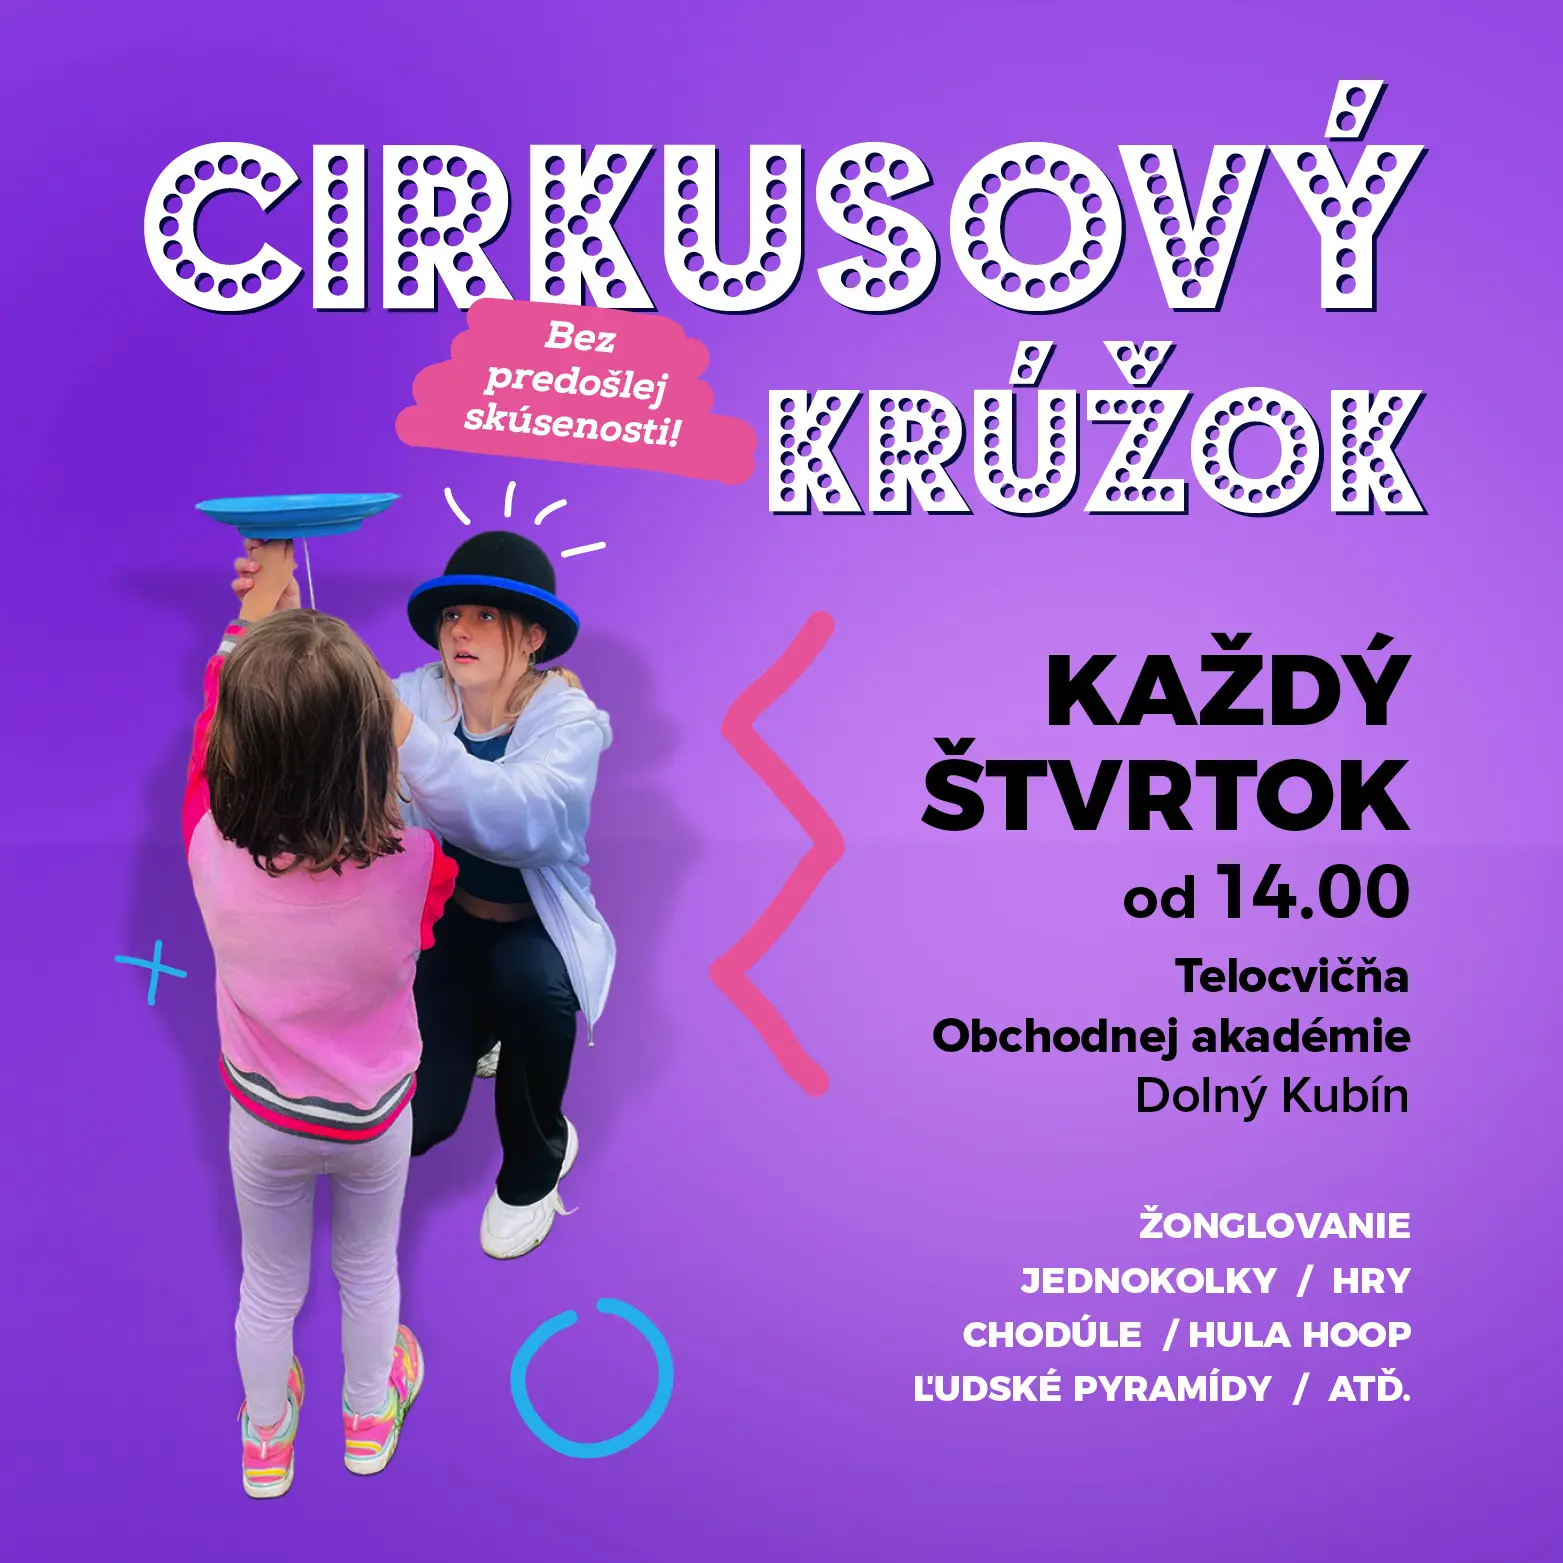 CIRKUSOVÝ
KRÚŽOK
Bez
predošlej
skúsenosti!
KAŽDÝ
ŠTVRTOK
od 14.00
Telocvičňa
Obchodnej akadémie
Dolný Kubín
ŽONGLOVANIE
JEDNOKOLKY / HRY
CHODÚLE / HULA HOOP
ĽUDSKÉ PYRAMÍDY / ATĎ.